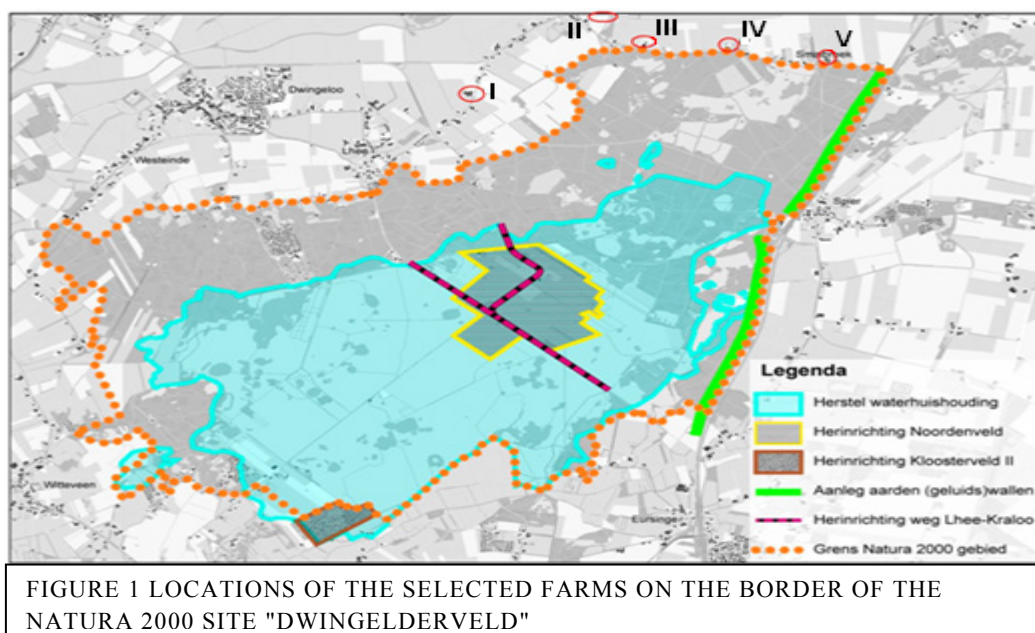 II
III
IV
V
Smalbroek
I
Dwingeloo
Lhee
Westeinde
Spier
Legenda
Herstel waterhuishouding
Herinrichting Noordenveld
Herinrichting Kloosterveld II
Aanleg aarden (geluids)wallen
Herinrichting weg Lhee-Kraloo
Grens Natura 2000 gebied
Witteveen
Eursinge
FIGURE 1 LOCATIONS OF THE SELECTED FARMS ON THE BORDER OF THE
NATURA 2000 SITE "DWINGELDERVELD"